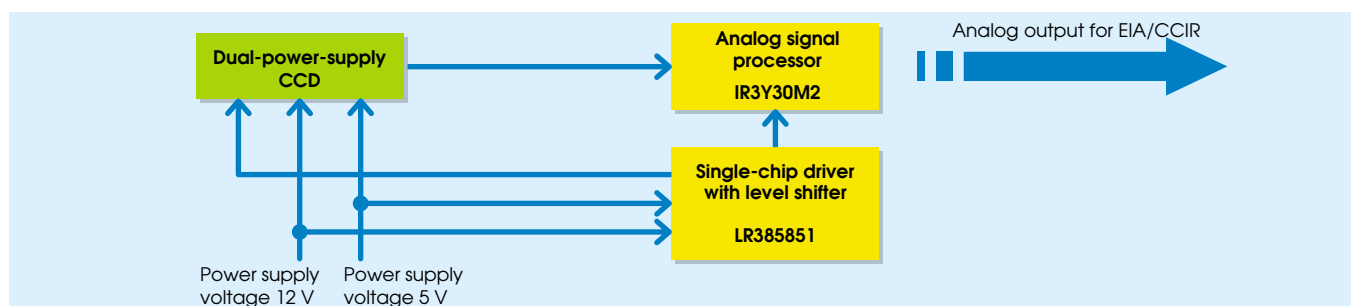 Dual-power-supply
CCD
Analog signal
processor
IR3Y30M2
Analog output for EIA/CCIR
Single-chip driver
with level shifter
LR385851
Power supply
voltage 12 V
Power supply
voltage 5 V